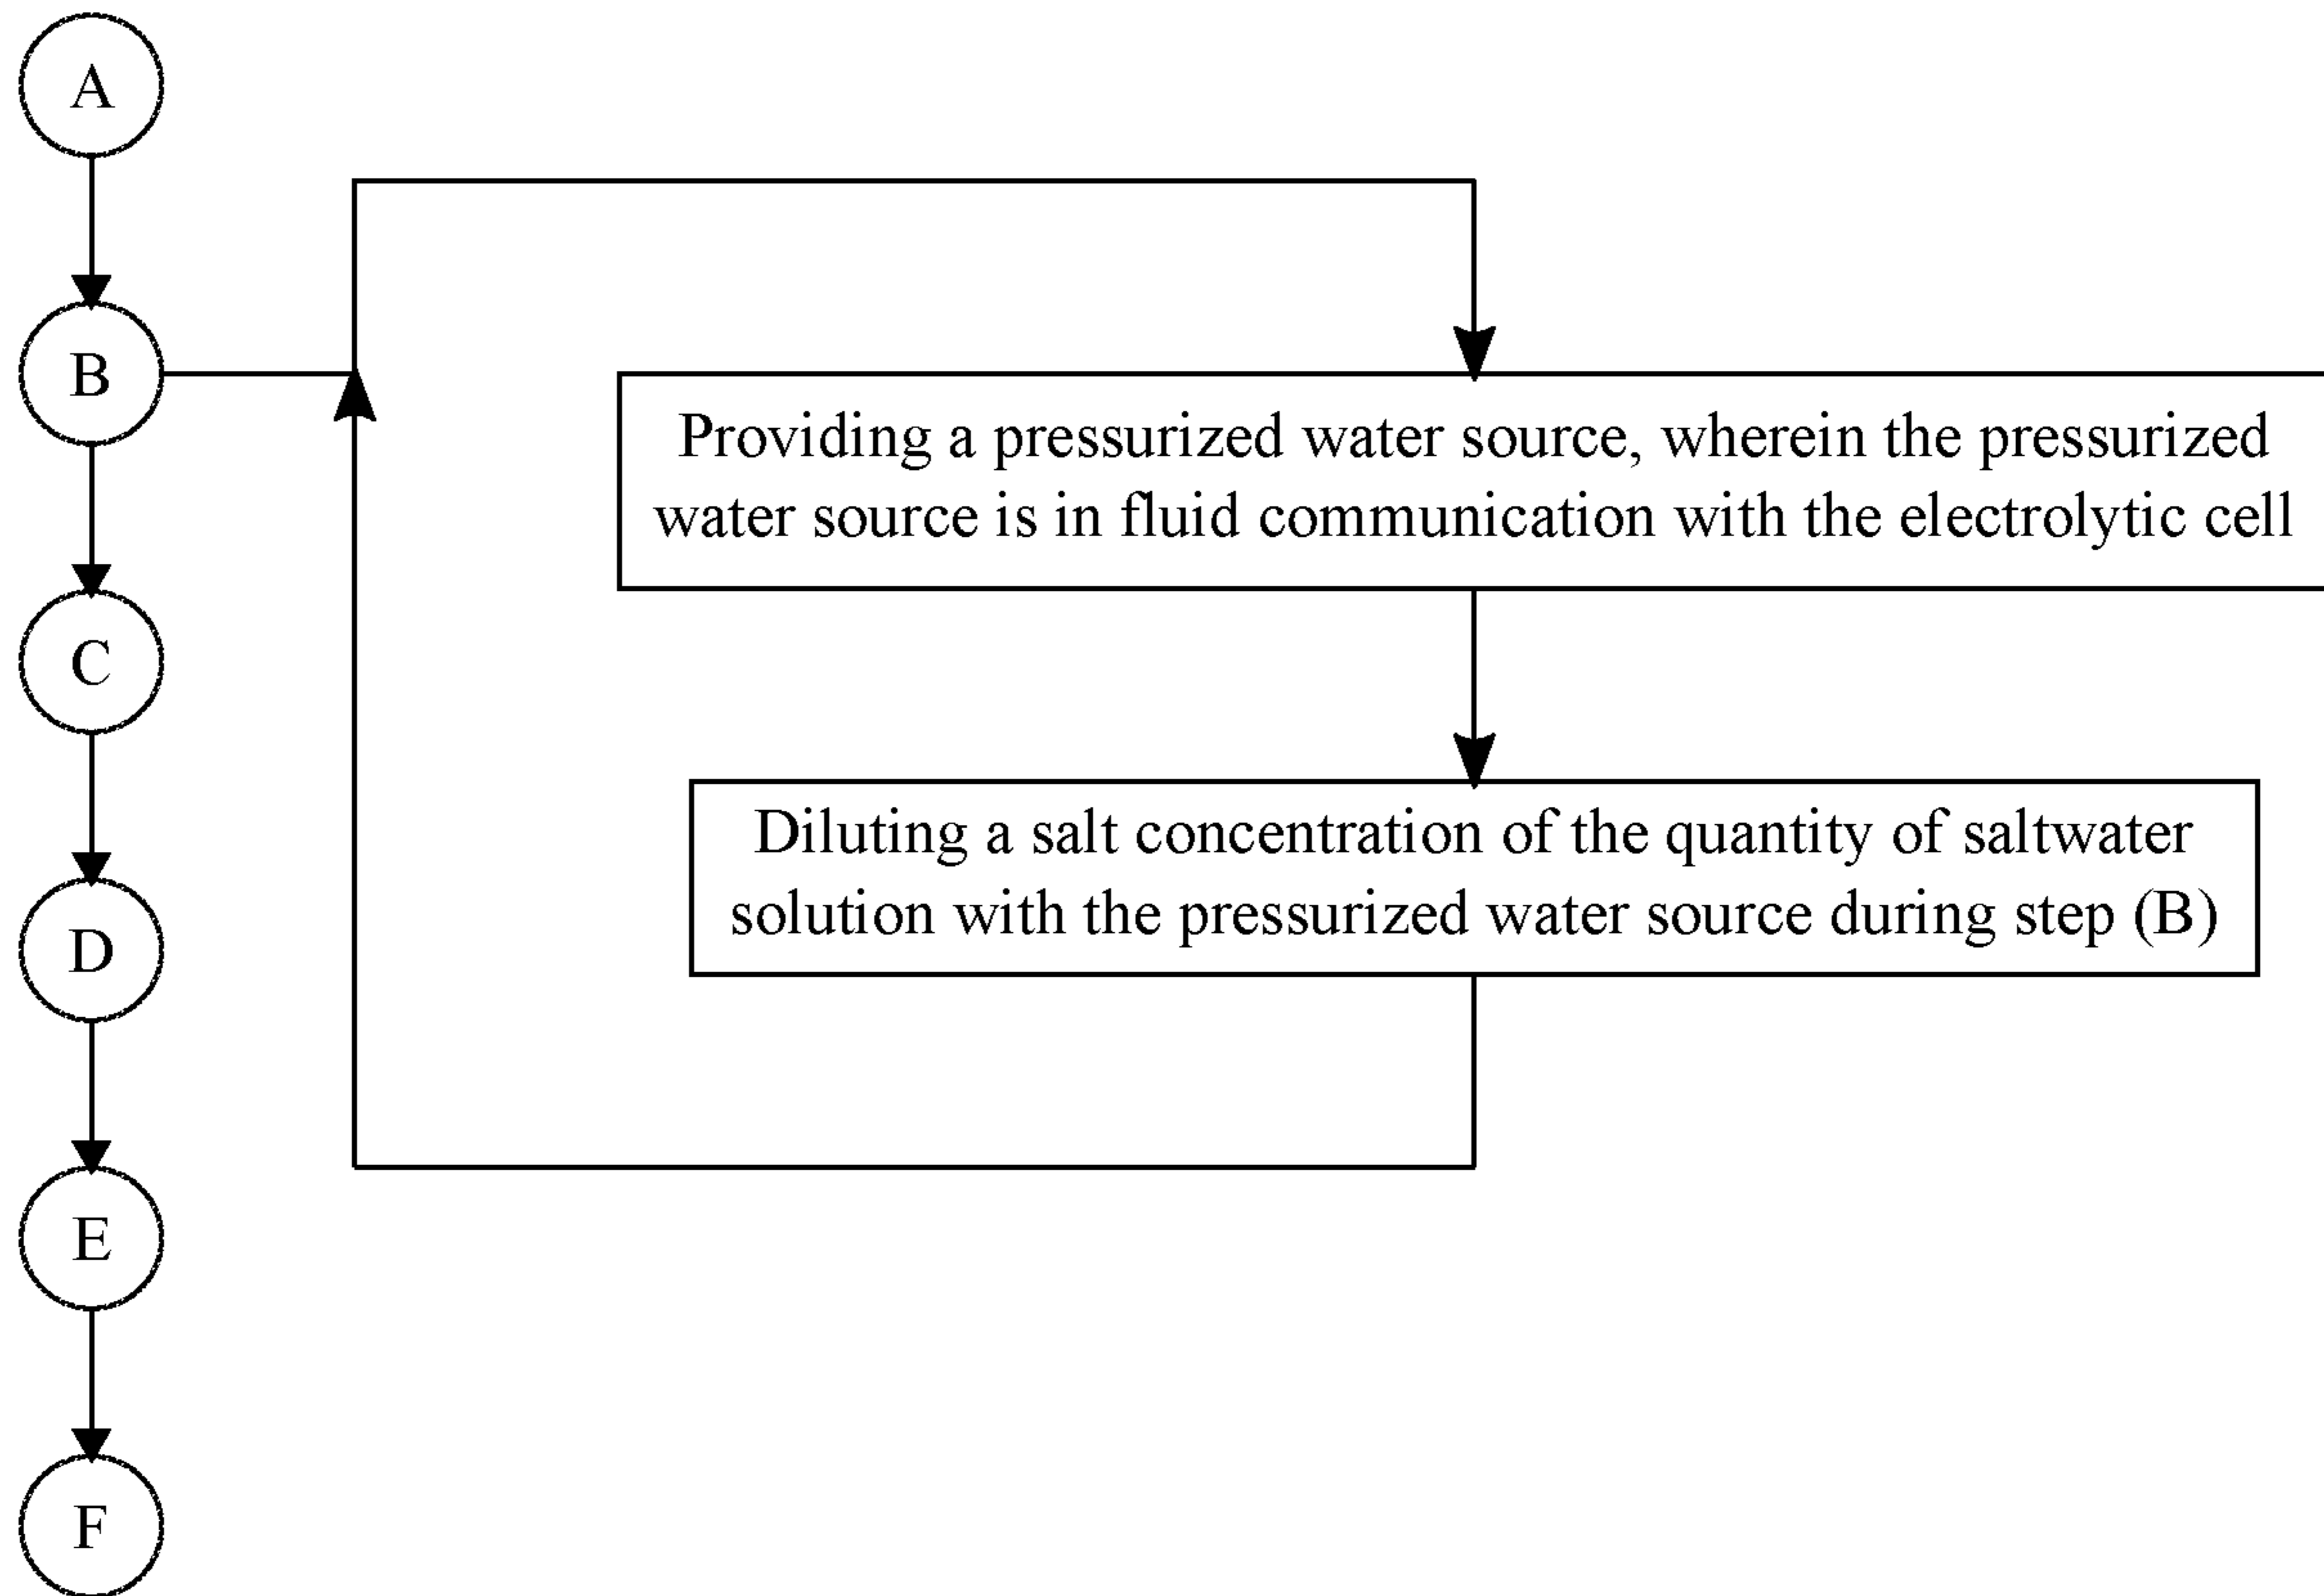 A
B
Providing a pressurized water source, wherein the pressurized
water source is in fluid communication with the electrolytic cell
C
Diluting a salt concentration of the quantity of saltwater
solution with the pressurized water source during step (B)
D
E
F